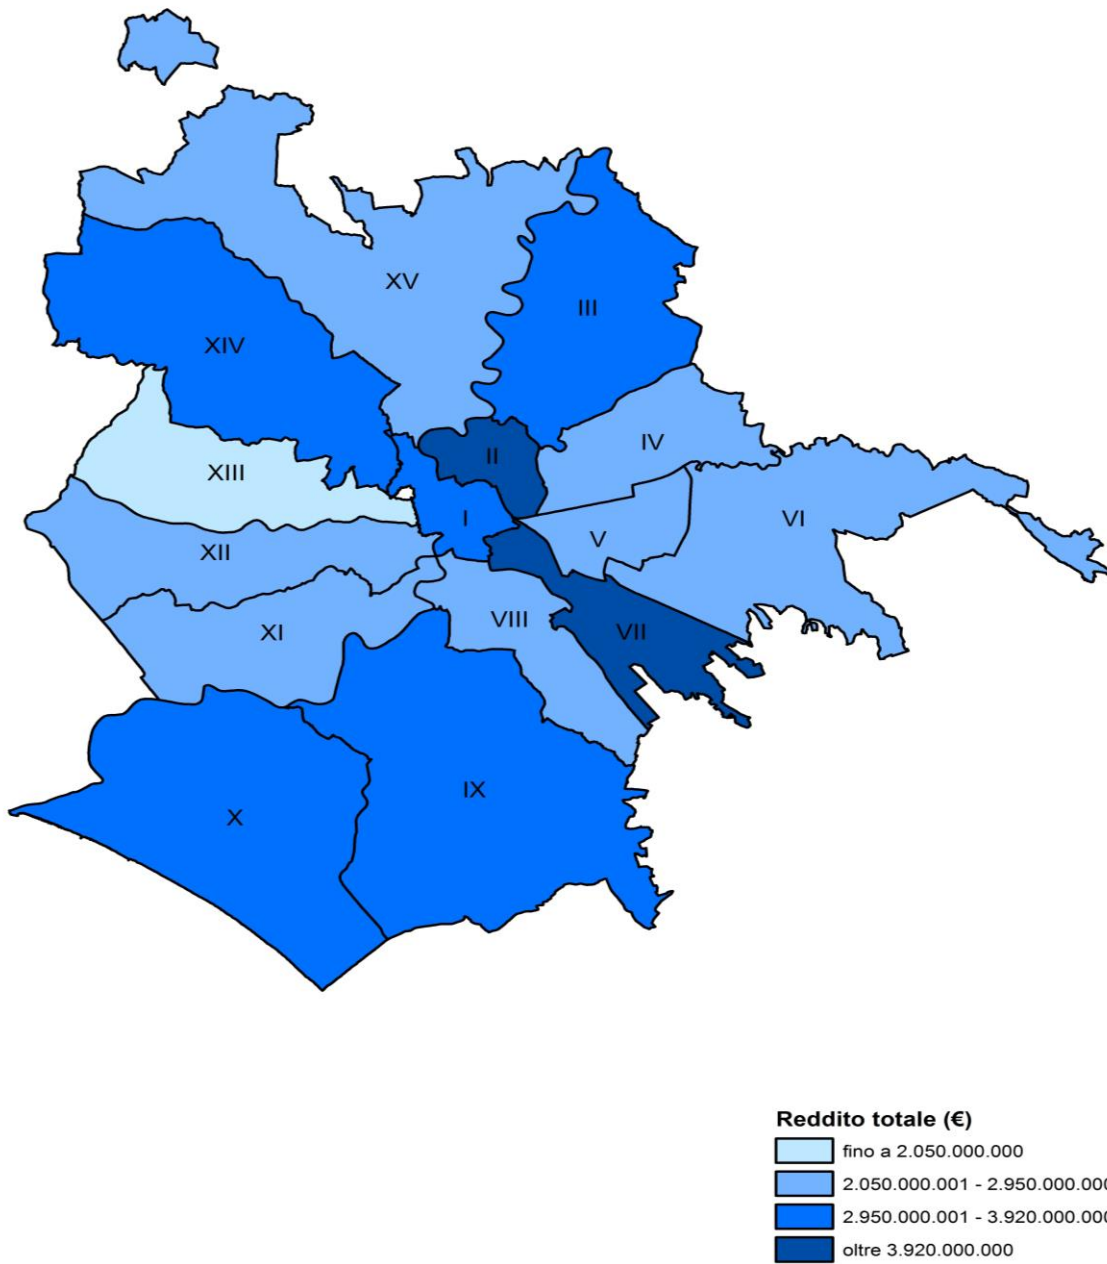 XV
III
XIV
IV
II
XIII
VI
I
V
XII
VIII
VII
XI
IX
X
Reddito totale (€)
fino a 2.050.000.000
2.050.000.001 - 2.950.000.000
2.950.000.001 - 3.920.000.000
oltre 3.920.000.000